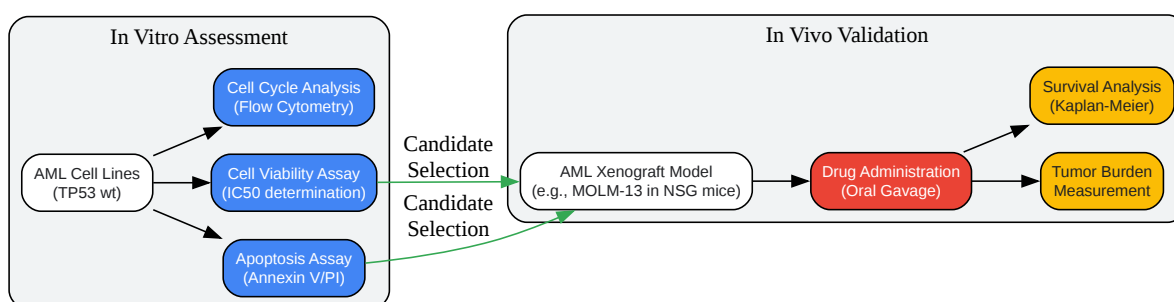 In Vitro Assessment
AML Cell Lines
(TP53 wt)
Cell Cycle Analysis
(Flow Cytometry)
Cell Viability Assay
(IC50 determination)
Apoptosis Assay
(Annexin V/PI)
Candidate
Selection
Candidate
Selection
In Vivo Validation
AML Xenograft Model
(e.g., MOLM-13 in NSG mice)
Drug Administration
(Oral Gavage)
Survival Analysis
(Kaplan-Meier)
Tumor Burden
Measurement